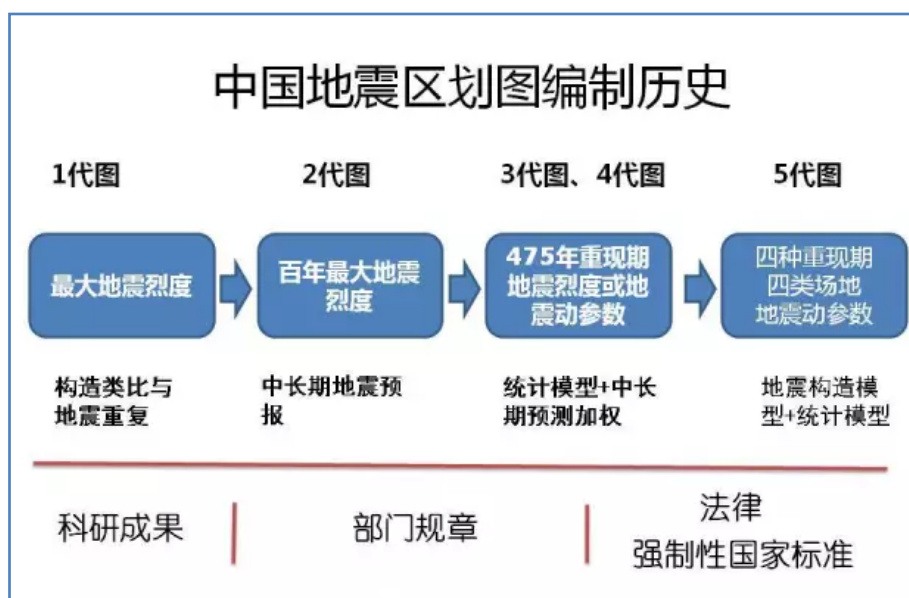 中国地震区划图编制历史
1代图
2代图
3代图、4代图
5代图
最大地震烈度
百年最大地震
烈度
475年重现期
地震烈度或地
震动参数
四种重现期
四类场地
地震动参数
构造类比与
地震重复
中长期地震预
报
统计模型+中长
期预测加权
地震构造模
型+统计模型
科研成果
部门规章
法律
强制性国家标准